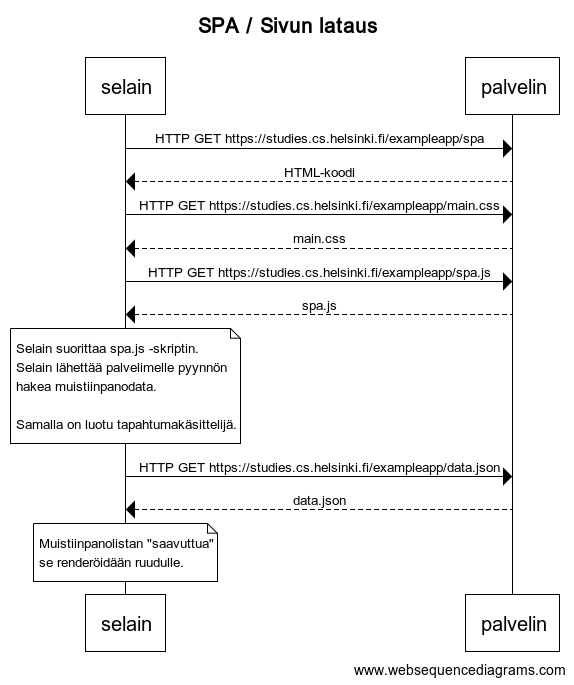 SPA / Sivun lataus
selain
palvelin
HTTP GET https://studies.cs.helsinki.fi/exampleapp/spa
HTML-koodi
HTTP GET https://studies.cs.helsinki.fi/exampleapp/main.css
main.css
HTTP GET https://studies.cs.helsinki.fi/exampleapp/spa.js
spa.js
Selain suorittaa spa.js -skriptin.
Selain lähettää palvelimelle pyynnön
hakea muistiinpanodata.
Samalla on luotu tapahtumakäsittelijä.
HTTP GET https://studies.cs.helsinki.fi/exampleapp/data.json
data.json
Muistiinpanolistan "saavuttua"
se renderöidään ruudulle.
selain
palvelin
www.websequencediagrams.com